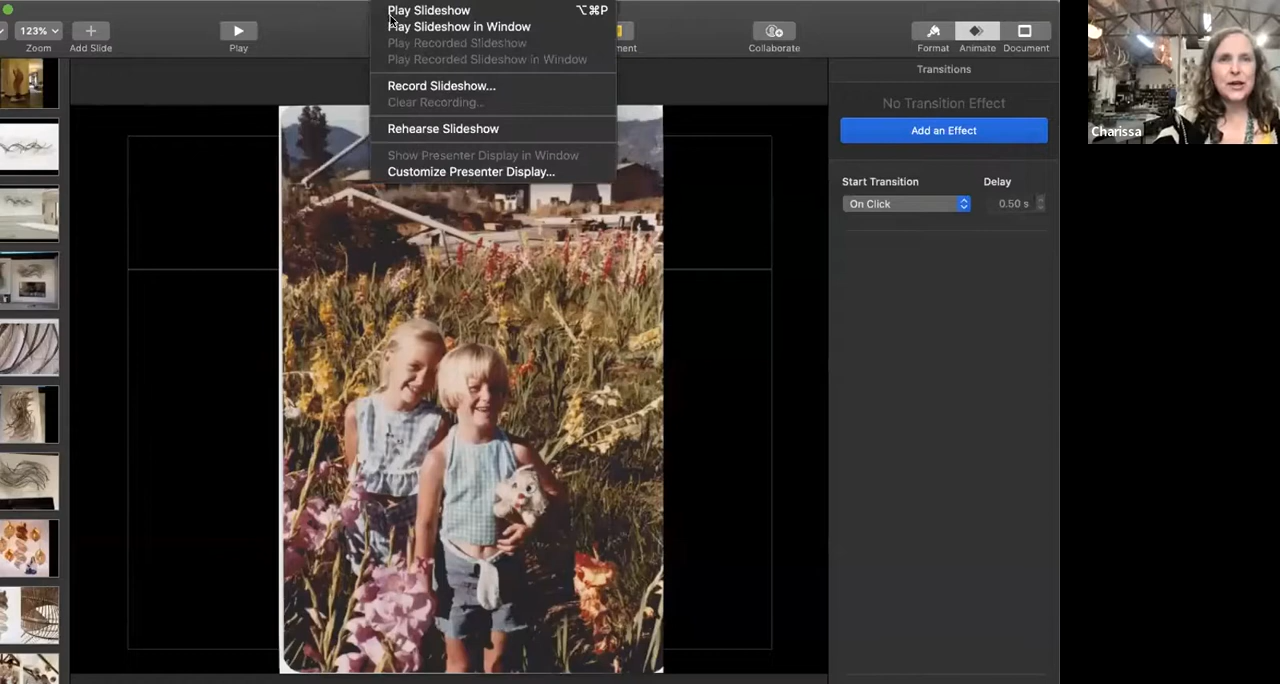 Play Slideshow ⌥⌘P
Play Slideshow in Window
Play Recorded Slideshow
Play Recorded Slideshow in Window
Record Slideshow...
Clear Recording...
Rehearse Slideshow
Show Presenter Display in Window
Customize Presenter Display...
123%
Zoom
Add Slide
Play
ment
Collaborate
Format
Animate
Document
Transitions
No Transition Effect
Add an Effect
Start Transition
Delay
On Click
0.50 s
Charissa